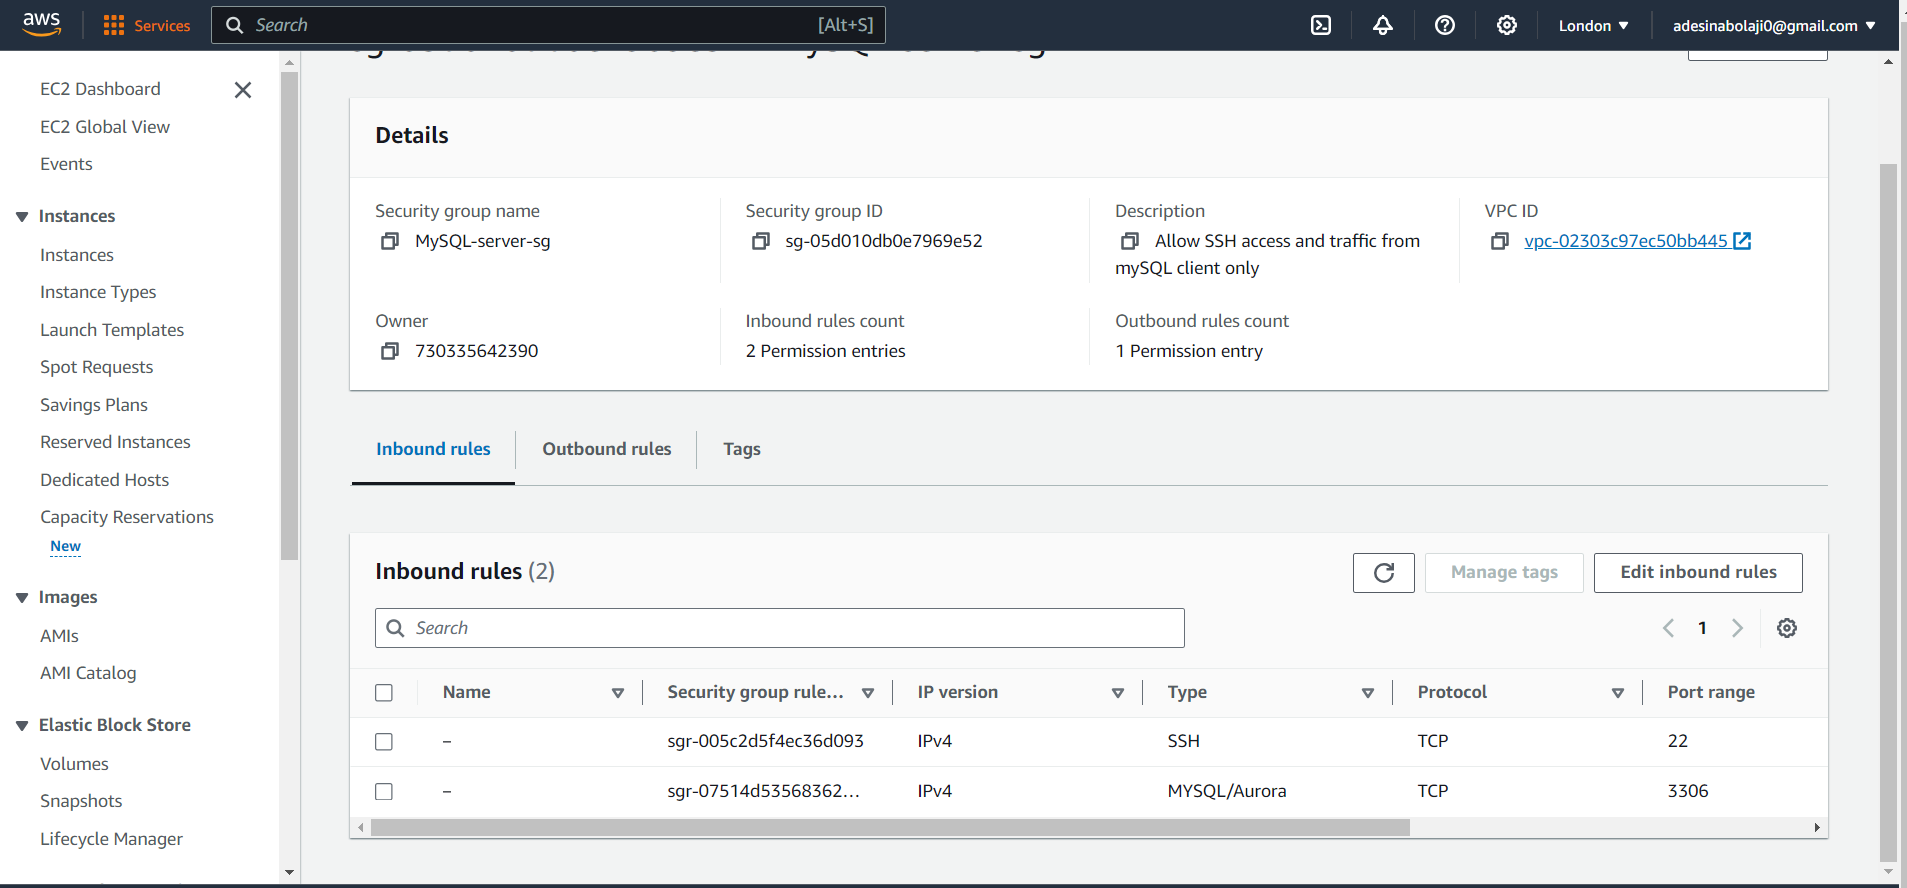 aws
Services
Search
[Alt+S]
London
adesinabolaji0@gmail.com
EC2 Dashboard
EC2 Global View
Events
Instances
Instances
Instance Types
Launch Templates
Spot Requests
Savings Plans
Reserved Instances
Dedicated Hosts
Capacity Reservations
New
Images
AMIs
AMI Catalog
Elastic Block Store
Volumes
Snapshots
Lifecycle Manager
Details
Security group name
MySQL-server-sg
Security group ID
sg-05d010db0e7969e52
Description
Allow SSH access and traffic from
mySQL client only
VPC ID
vpc-02303c97ec50bb445
Owner
730335642390
Inbound rules count
2 Permission entries
Outbound rules count
1 Permission entry
Inbound rules
Outbound rules
Tags
Inbound rules (2)
Manage tags
Edit inbound rules
Search
1
Name
Security group rule...
IP version
Type
Protocol
Port range
– sgr-005c2d5f4ec36d093 IPv4 SSH TCP 22
– sgr-07514d53568362... IPv4 MYSQL/Aurora TCP 3306